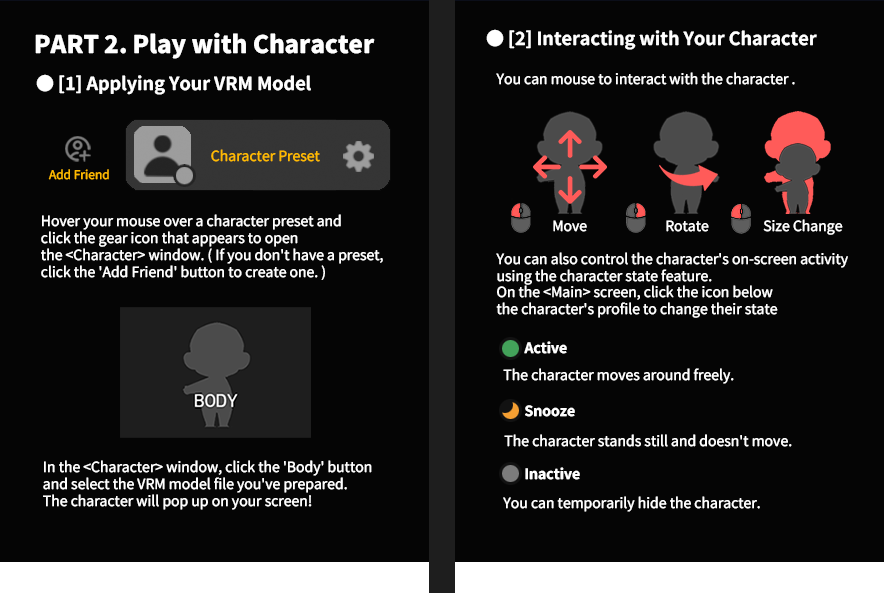 PART 2. Play with Character
[1] Applying Your VRM Model
Add Friend
Character Preset
Hover your mouse over a character preset and
click the gear icon that appears to open
the <Character> window. ( If you don't have a preset,
click the 'Add Friend' button to create one. )
BODY
In the <Character> window, click the 'Body' button
and select the VRM model file you've prepared.
The character will pop up on your screen!
[2] Interacting with Your Character
You can mouse to interact with the character .
Move
Rotate
Size Change
You can also control the character's on-screen activity
using the character state feature.
On the <Main> screen, click the icon below
the character's profile to change their state
Active
The character moves around freely.
Snooze
The character stands still and doesn't move.
Inactive
You can temporarily hide the character.